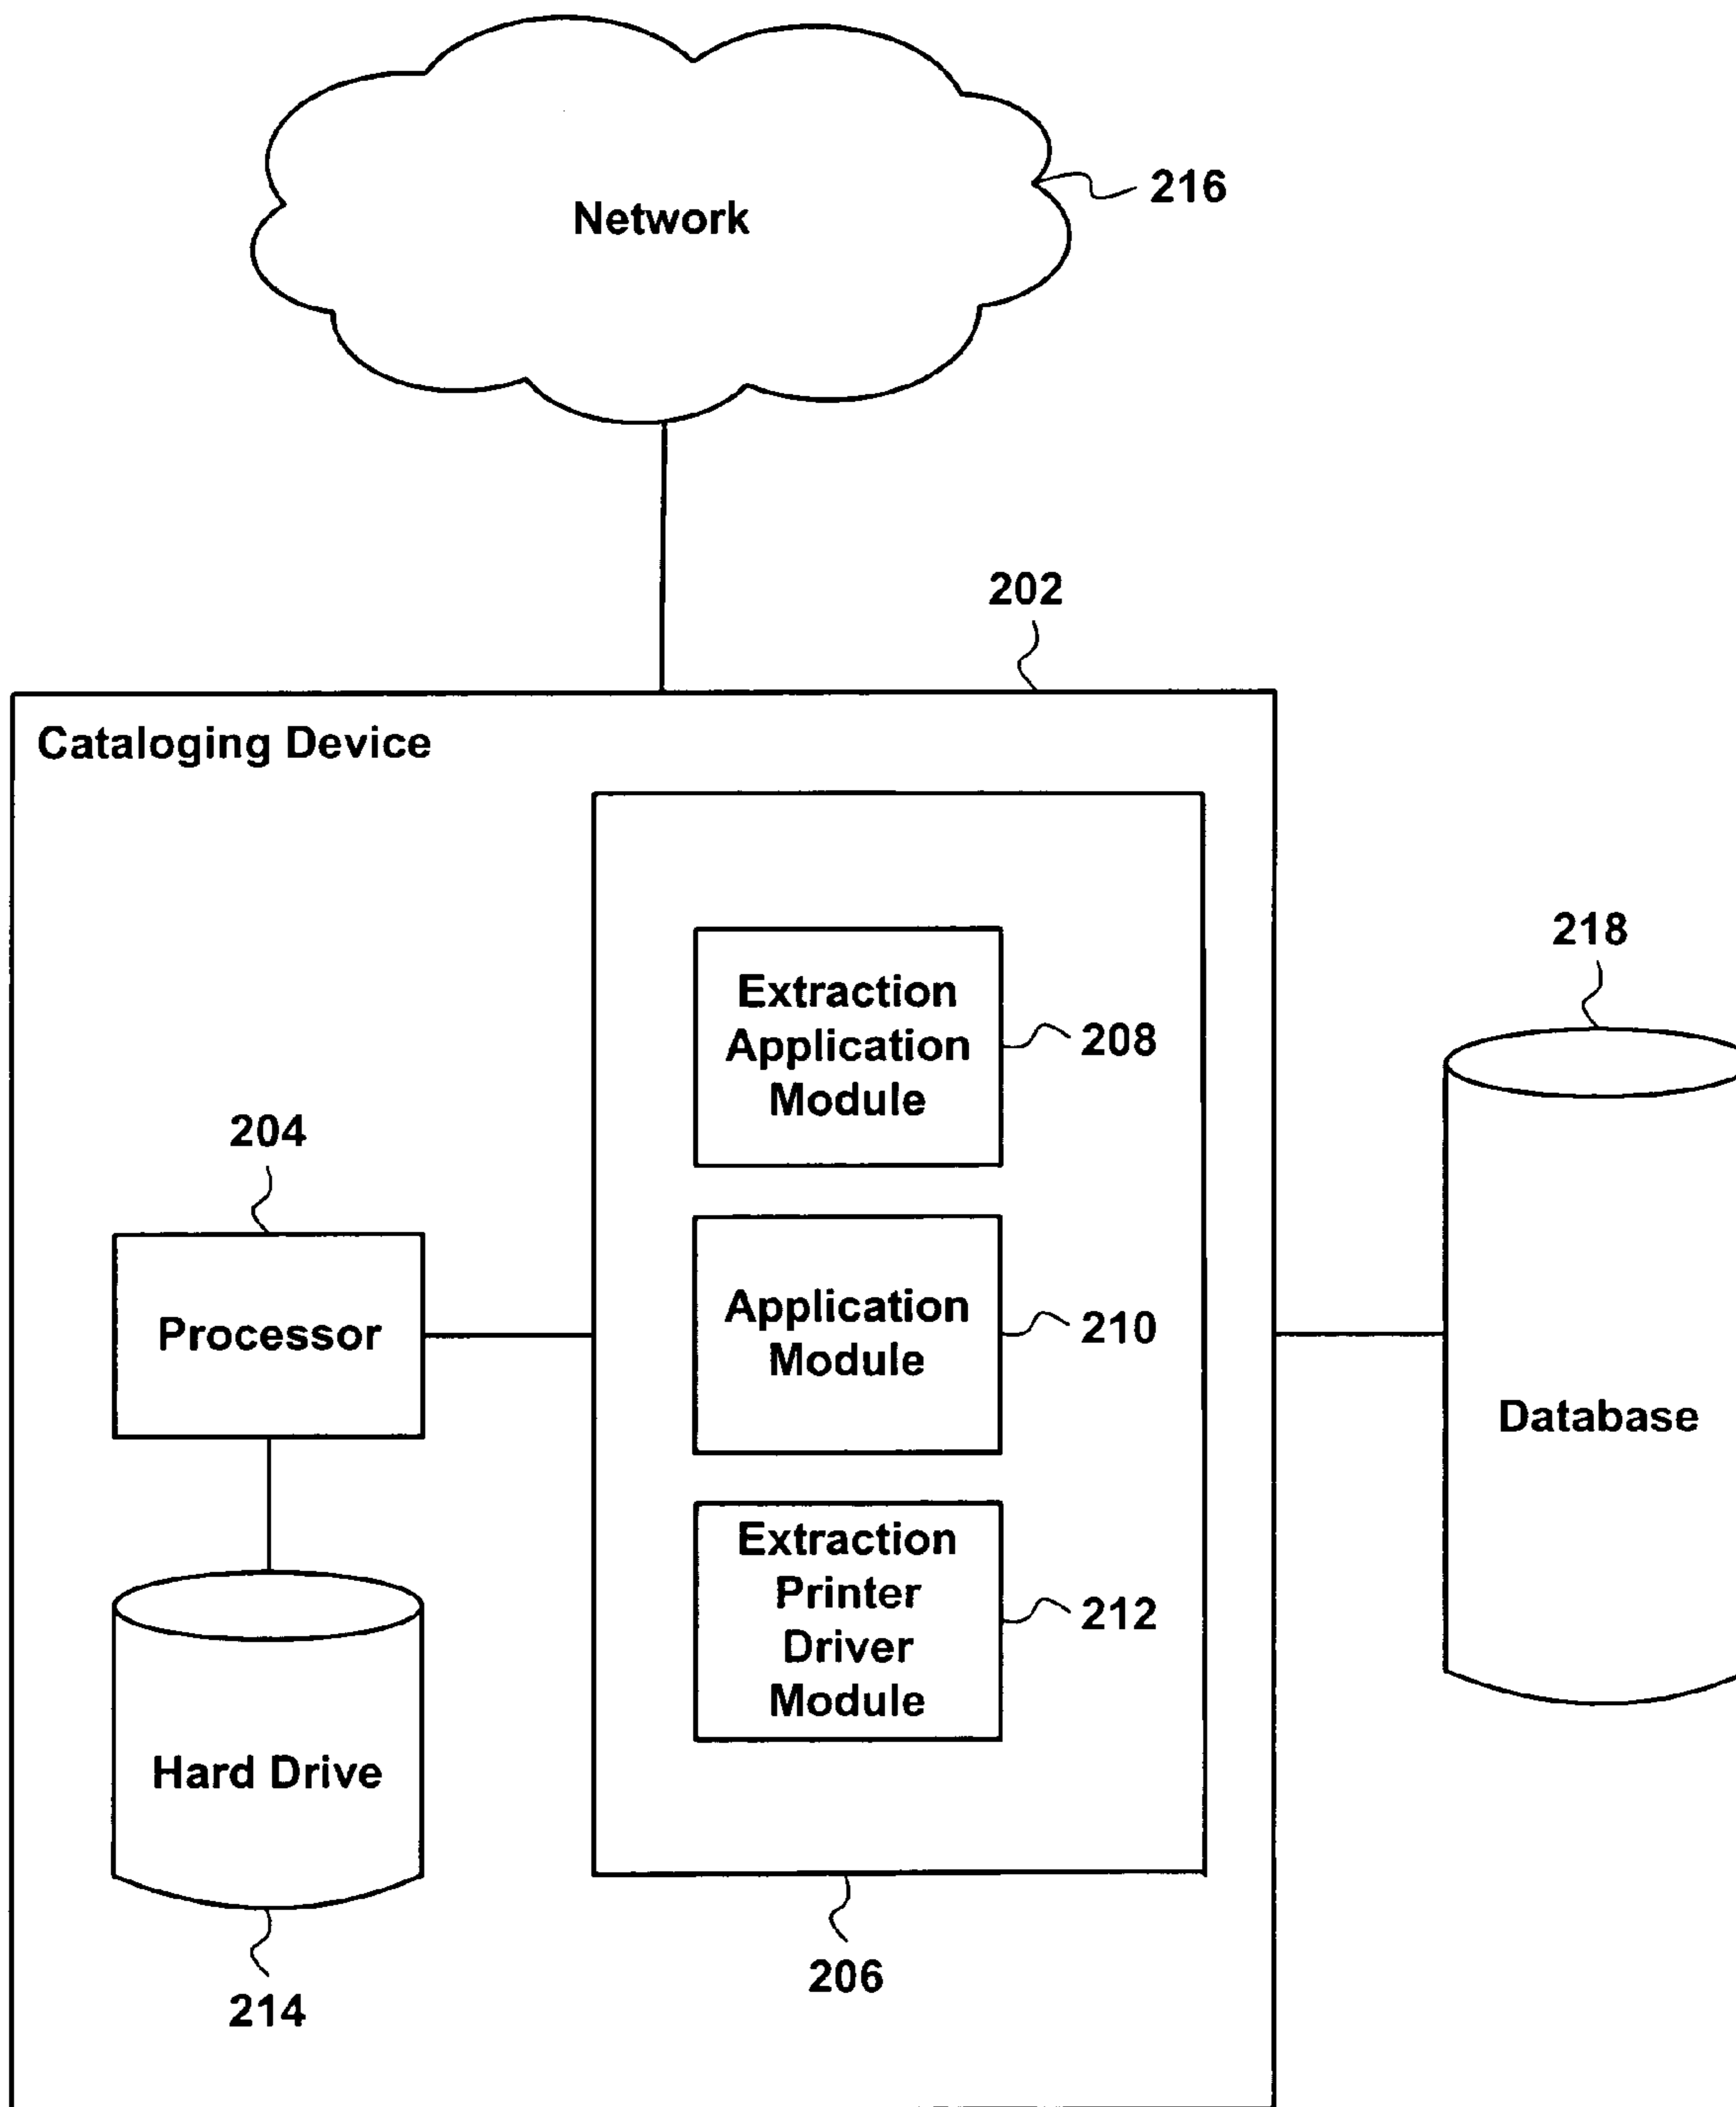 Network
216
202
Cataloging Device
218
Extraction
Application
Module
208
204
Processor
Application
Module
210
Database
Extraction
Printer
Driver
Module
212
Hard Drive
206
214